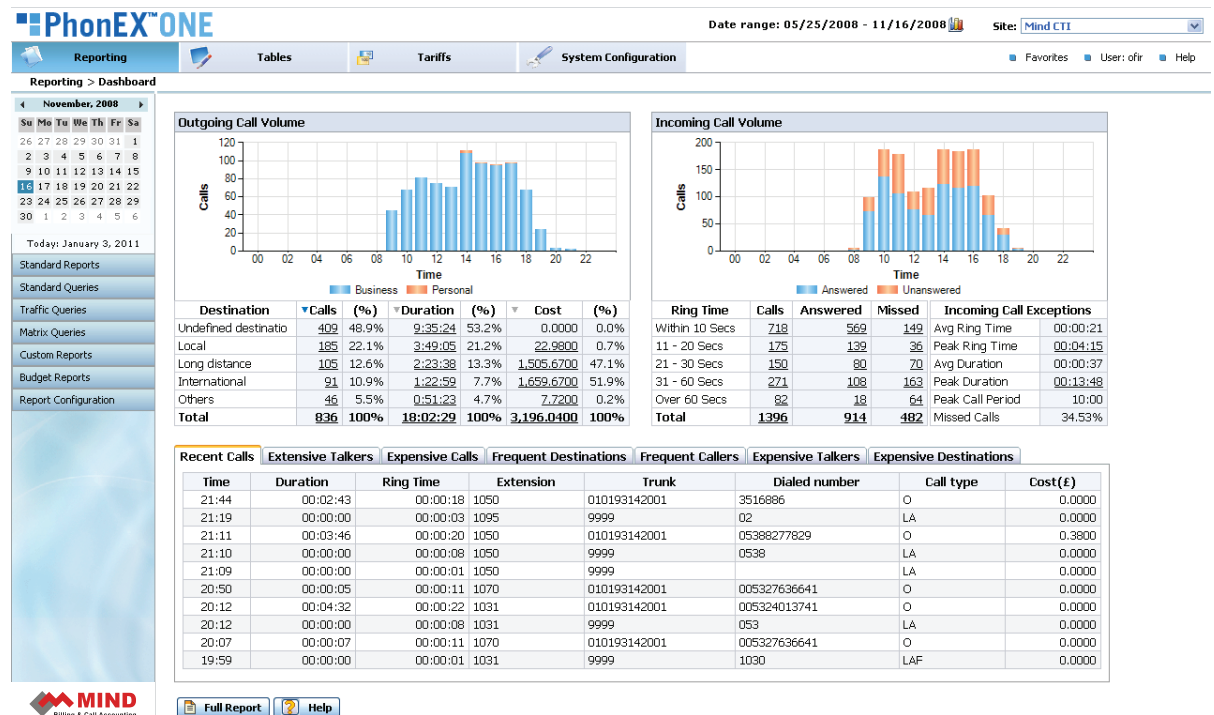 PhonEX™ONE
Date range: 05/25/2008 - 11/16/2008 Site: Mind CTI
Reporting Tables Tariffs System Configuration Favorites User: ofir Help
Reporting > Dashboard
November, 2008
Su Mo Tu We Th Fr Sa
26 27 28 29 30 31 1
2 3 4 5 6 7 8
9 10 11 12 13 14 15
16 17 18 19 20 21 22
23 24 25 26 27 28 29
30 1 2 3 4 5 6
Today: January 3, 2011
Standard Reports
Standard Queries
Traffic Queries
Matrix Queries
Custom Reports
Budget Reports
Report Configuration
Outgoing Call Volume
120
100
80
60
40
20
0
Calls
00 02 04 06 08 10 12 14 16 18 20 22
Time
Business Personal
Incoming Call Volume
200
150
100
50
0
Calls
00 02 04 06 08 10 12 14 16 18 20 22
Time
Answered Unanswered
Destination Calls (%) Duration (%) Cost (%)
Undefined destinatio 409 48.9% 9:35:24 53.2% 0.0000 0.0%
Local 185 22.1% 3:49:05 21.2% 22.9800 0.7%
Long distance 105 12.6% 2:23:38 13.3% 1,505.6700 47.1%
International 91 10.9% 1:22:59 7.7% 1,659.6700 51.9%
Others 46 5.5% 0:51:23 4.7% 7.7200 0.2%
Total 836 100% 18:02:29 100% 3,196.0400 100%
Ring Time Calls Answered Missed Incoming Call Exceptions
Within 10 Secs 718 569 149 Avg Ring Time 00:00:21
11 - 20 Secs 175 139 36 Peak Ring Time 00:04:15
21 - 30 Secs 150 80 70 Avg Duration 00:00:37
31 - 60 Secs 271 108 163 Peak Duration 00:13:48
Over 60 Secs 82 18 64 Peak Call Period 10:00
Total 1396 914 482 Missed Calls 34.53%
Recent Calls Extensive Talkers Expensive Calls Frequent Destinations Frequent Callers Expensive Talkers Expensive Destinations
Time Duration Ring Time Extension Trunk Dialed number Call type Cost(£)
21:44 00:02:43 00:00:18 1050 010193142001 3516886 O 0.0000
21:19 00:00:00 00:00:03 1095 9999 02 LA 0.0000
21:11 00:03:46 00:00:20 1050 010193142001 05388277829 O 0.3800
21:10 00:00:00 00:00:08 1050 9999 0538 LA 0.0000
21:09 00:00:00 00:00:01 1050 9999 LA 0.0000
20:50 00:00:05 00:00:11 1070 010193142001 005327636641 O 0.0000
20:12 00:04:32 00:00:22 1031 010193142001 005324013741 O 0.0000
20:12 00:00:00 00:00:08 1031 9999 053 LA 0.0000
20:07 00:00:07 00:00:11 1070 010193142001 005327636641 O 0.0000
19:59 00:00:00 00:00:01 1031 9999 1030 LAF 0.0000
MIND
Billing & Call Accounting
Full Report Help